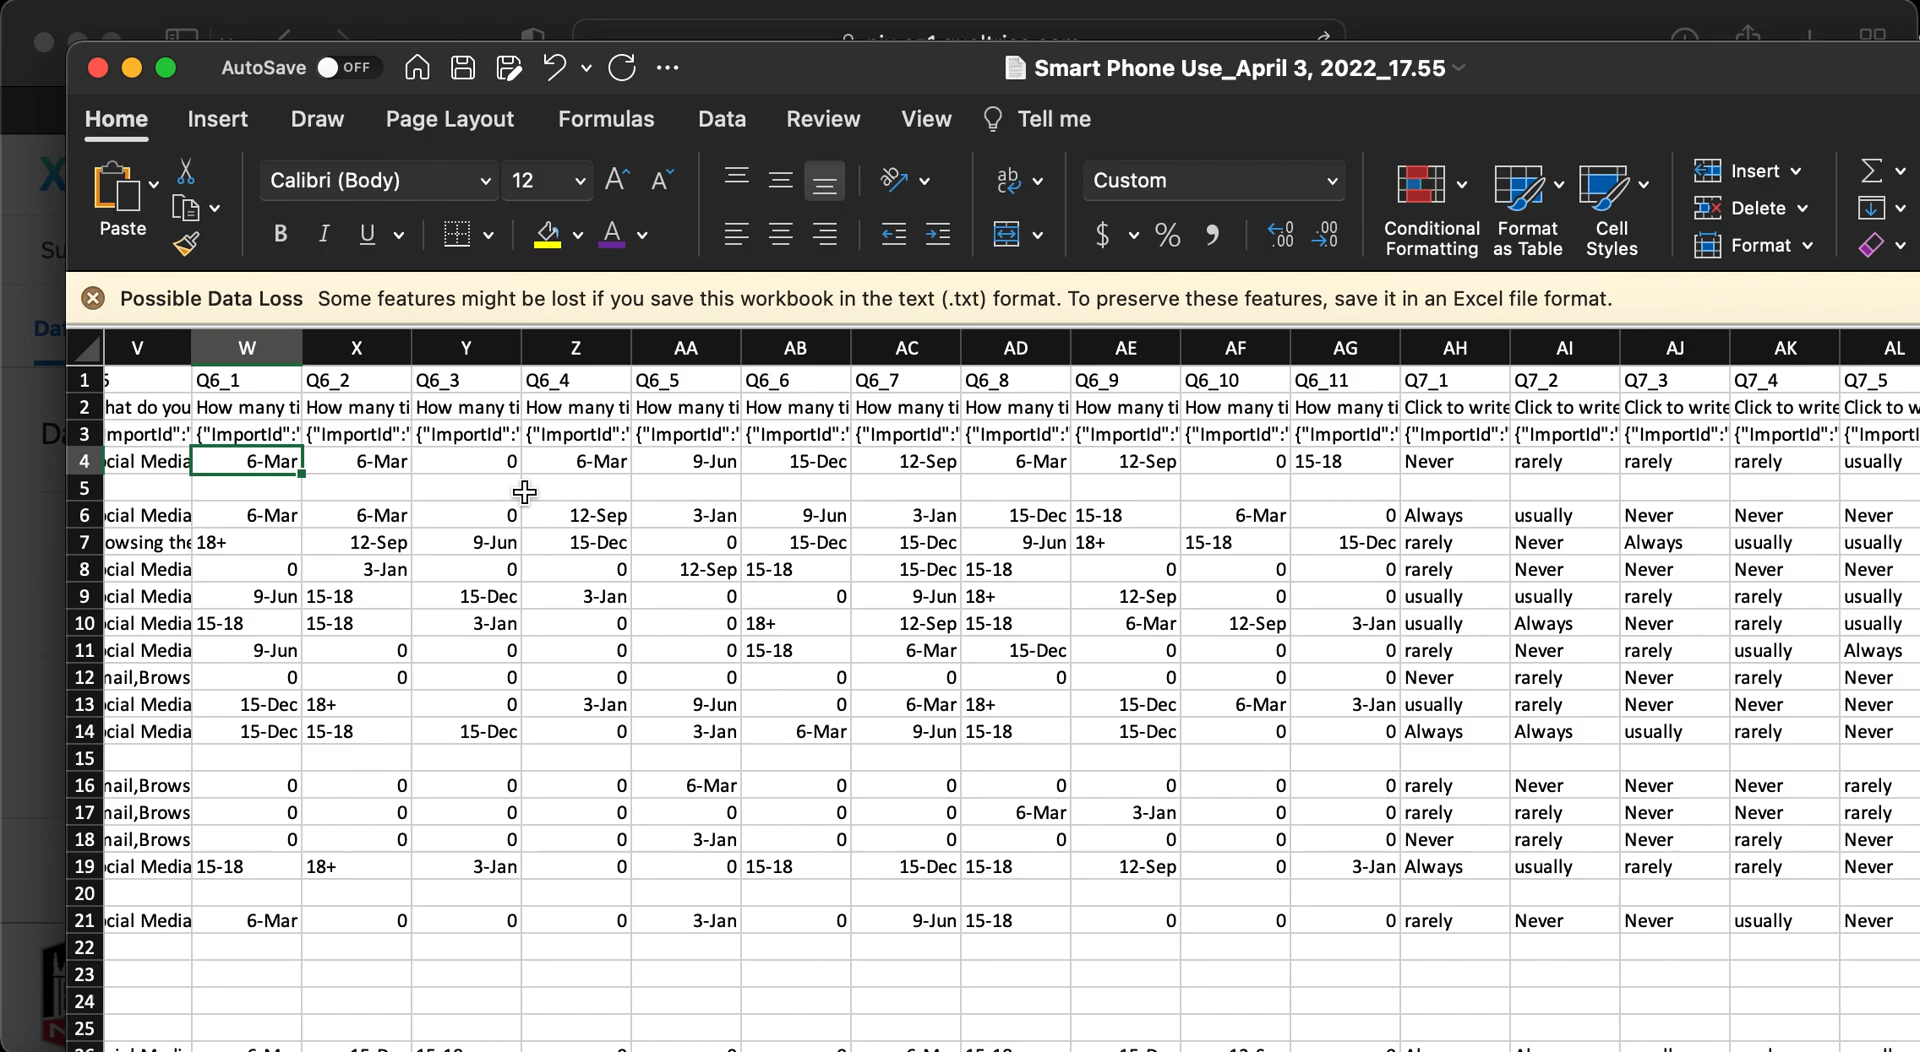 AutoSave OFF
Smart Phone Use_April 3, 2022_17.55
Home Insert Draw Page Layout Formulas Data Review View Tell me
Paste
Calibri (Body) 12
B I U A
Custom
$ % 9 .00 .00
Conditional Formatting
Format as Table
Cell Styles
Insert
Delete
Format
Possible Data Loss Some features might be lost if you save this workbook in the text (.txt) format. To preserve these features, save it in an Excel file format.
V W X Y Z AA AB AC AD AE AF AG AH AI AJ AK AL
1 Q6_1 Q6_2 Q6_3 Q6_4 Q6_5 Q6_6 Q6_7 Q6_8 Q6_9 Q6_10 Q6_11 Q7_1 Q7_2 Q7_3 Q7_4 Q7_5
2 hat do you How many ti How many ti How many ti How many ti How many ti How many ti How many ti How many ti How many ti How many ti How many ti Click to write Click to write Click to write Click to write Click to w
3 mportId":' {"ImportId":' {"ImportId":' {"ImportId":' {"ImportId":' {"ImportId":' {"ImportId":' {"ImportId":' {"ImportId":' {"ImportId":' {"ImportId":' {"ImportId":' {"ImportId":' {"ImportId":' {"ImportId":' {"ImportId":' {"ImportI
4 cial Media 6-Mar 6-Mar 0 6-Mar 9-Jun 15-Dec 12-Sep 6-Mar 12-Sep 0 15-18 Never rarely rarely rarely usually
5
6 cial Media 6-Mar 6-Mar 0 12-Sep 3-Jan 9-Jun 3-Jan 15-Dec 15-18 6-Mar 0 Always usually Never Never Never
7 owsing the 18+ 12-Sep 9-Jun 15-Dec 0 15-Dec 15-Dec 9-Jun 18+ 15-18 15-Dec rarely Never Always usually usually
8 cial Media 0 3-Jan 0 0 12-Sep 15-18 15-Dec 15-18 0 0 0 rarely Never Never Never Never
9 cial Media 9-Jun 15-18 15-Dec 3-Jan 0 0 9-Jun 18+ 12-Sep 0 0 usually usually rarely rarely usually
10 cial Media 15-18 15-18 3-Jan 0 0 18+ 12-Sep 15-18 6-Mar 12-Sep 3-Jan usually Always Never rarely usually
11 cial Media 9-Jun 0 0 0 0 15-18 6-Mar 15-Dec 0 0 0 rarely Never rarely usually Always
12 nail,Brows 0 0 0 0 0 0 0 0 0 0 0 Never rarely Never rarely Never
13 cial Media 15-Dec 18+ 0 3-Jan 9-Jun 0 6-Mar 18+ 15-Dec 6-Mar 3-Jan usually rarely Never Never Never
14 cial Media 15-Dec 15-18 15-Dec 0 3-Jan 6-Mar 9-Jun 15-18 15-Dec 0 0 Always Always usually rarely Never
15
16 nail,Brows 0 0 0 0 6-Mar 0 0 0 0 0 0 rarely Never Never Never rarely
17 nail,Brows 0 0 0 0 0 0 0 6-Mar 3-Jan 0 0 rarely rarely Never Never rarely
18 nail,Brows 0 0 0 0 3-Jan 0 0 0 0 0 0 Never rarely Never rarely Never
19 cial Media 15-18 18+ 3-Jan 0 0 15-18 15-Dec 15-18 12-Sep 0 3-Jan Always usually rarely rarely Never
20
21 cial Media 6-Mar 0 0 0 3-Jan 0 9-Jun 15-18 0 0 0 rarely Never Never usually Never
22
23
24
25